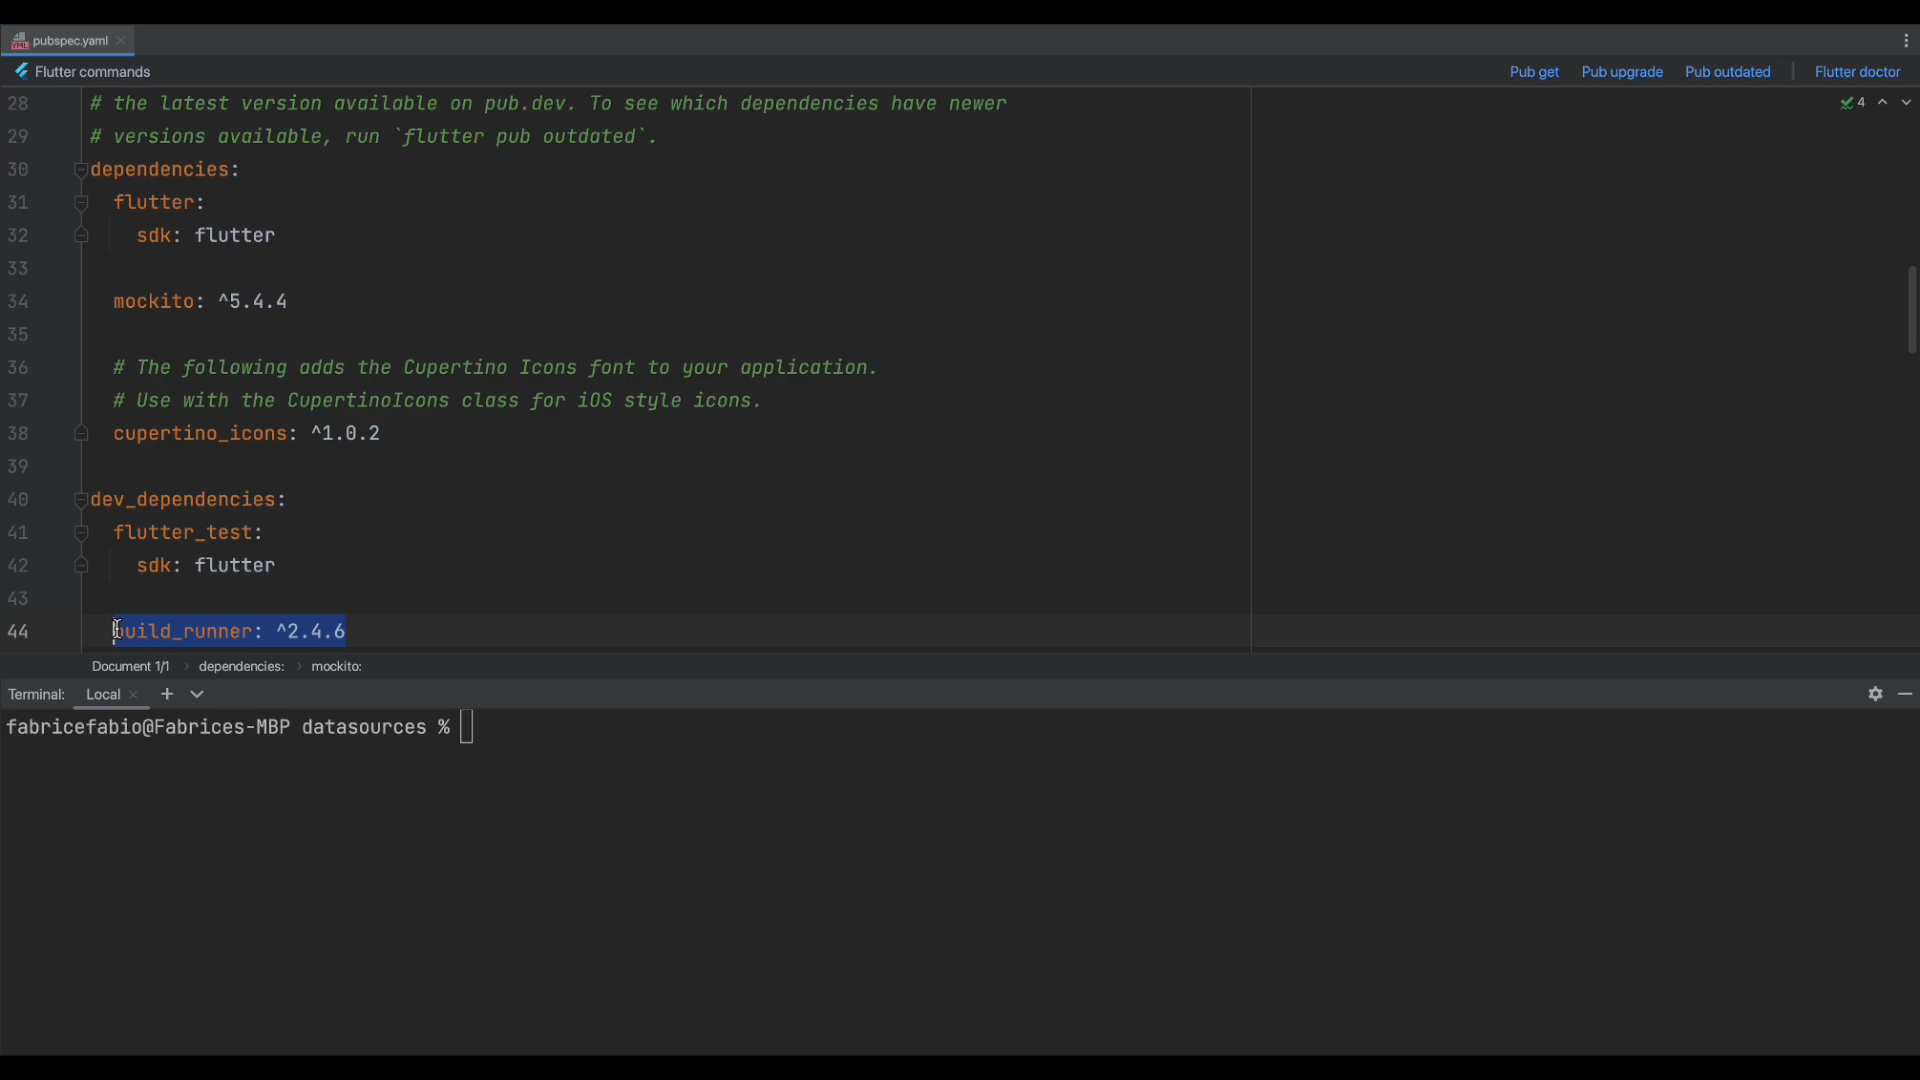 pubspec.yaml
Flutter commands
Pub get Pub upgrade Pub outdated Flutter doctor
28 # the latest version available on pub.dev. To see which dependencies have newer
4
29 # versions available, run `flutter pub outdated`.
30 dependencies:
31 flutter:
32 sdk: flutter
33
34 mockito: ^5.4.4
35
36 # The following adds the Cupertino Icons font to your application.
37 # Use with the CupertinoIcons class for iOS style icons.
38 cupertino_icons: ^1.0.2
39
40 dev_dependencies:
41 flutter_test:
42 sdk: flutter
43
44 build_runner: ^2.4.6
Document 1/1 › dependencies: › mockito:
Terminal: Local
fabricefabio@Fabrices-MBP datasources %